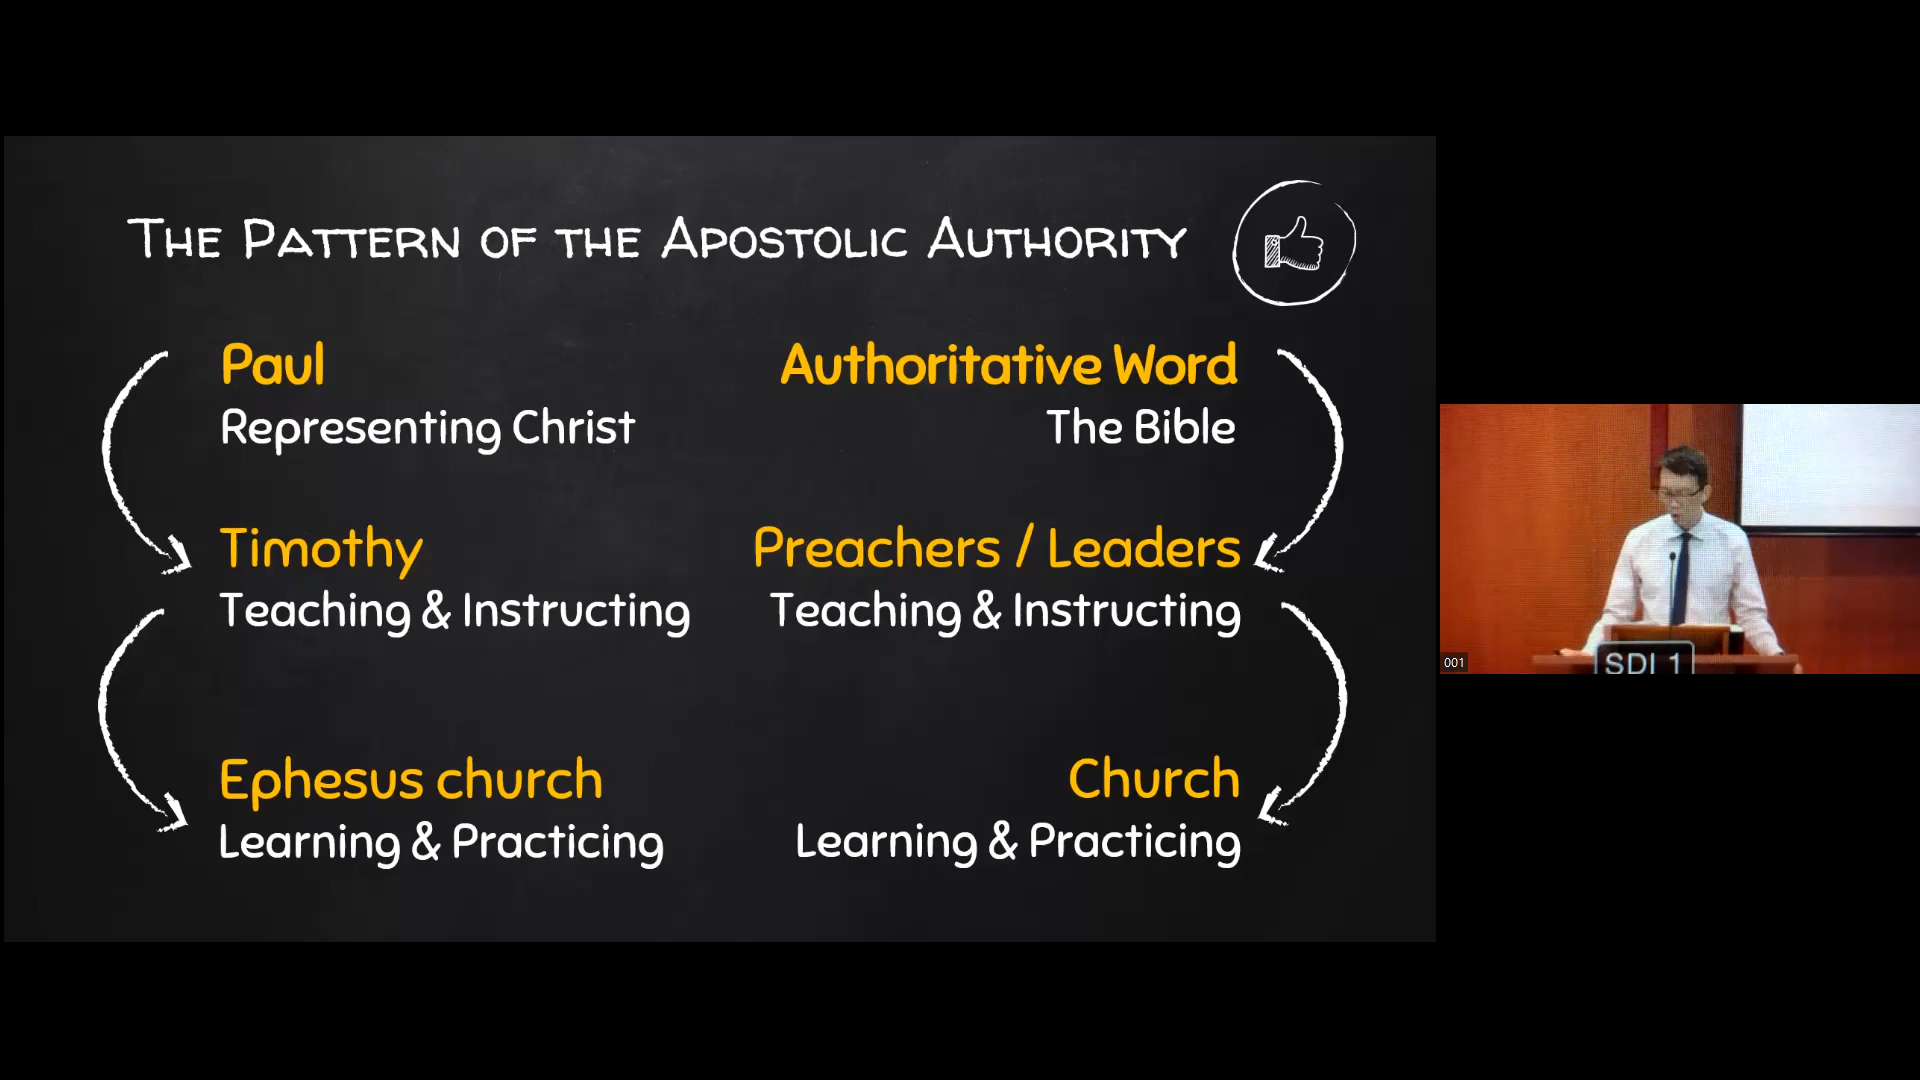 The Pattern of the Apostolic Authority
Paul
Representing Christ
Timothy
Teaching & Instructing
Ephesus church
Learning & Practicing
Authoritative Word
The Bible
Preachers / Leaders
Teaching & Instructing
Church
Learning & Practicing
SDI 1
001